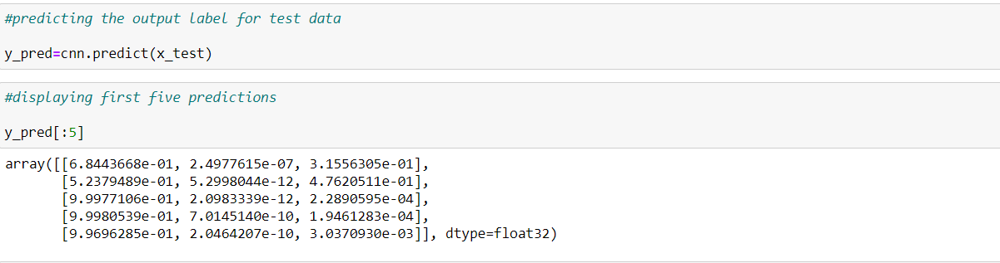 #predicting the output label for test data
y_pred=cnn.predict(x_test)
#displaying first five predictions
y_pred[:5]
array([[6.8443668e-01, 2.4977615e-07, 3.1556305e-01],
[5.2379489e-01, 5.2998044e-12, 4.7620511e-01],
[9.9977106e-01, 2.0983339e-12, 2.2890595e-04],
[9.9980539e-01, 7.0145140e-10, 1.9461283e-04],
[9.9696285e-01, 2.0464207e-10, 3.0370930e-03]], dtype=float32)